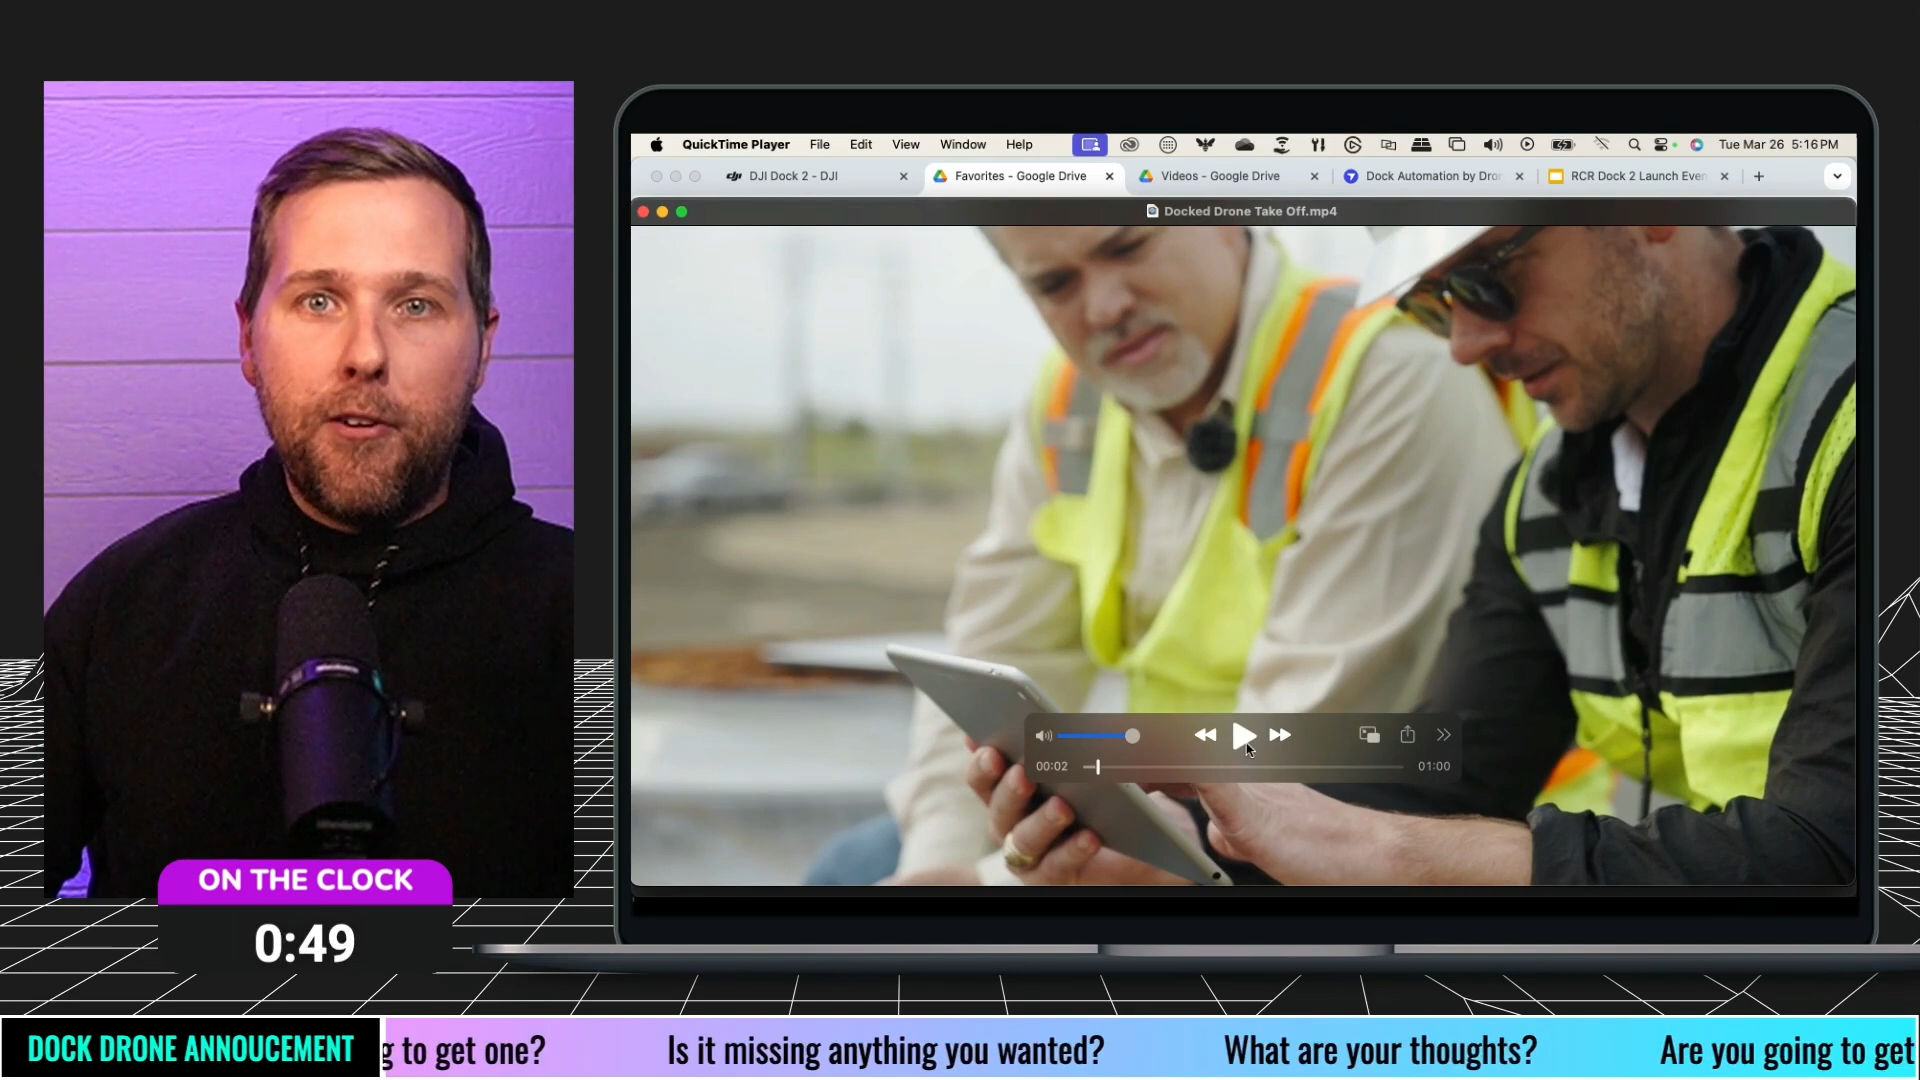 QuickTime Player File Edit View Window Help Tue Mar 26 5:16 PM
dji DJI Dock 2 - DJI Favorites - Google Drive Videos - Google Drive Dock Automation by Dro RCR Dock 2 Launch Even
Docked Drone Take Off.mp4
00:02 01:00
ON THE CLOCK
0:49
DOCK DRONE ANNOUCEMENT g to get one? Is it missing anything you wanted? What are your thoughts? Are you going to get